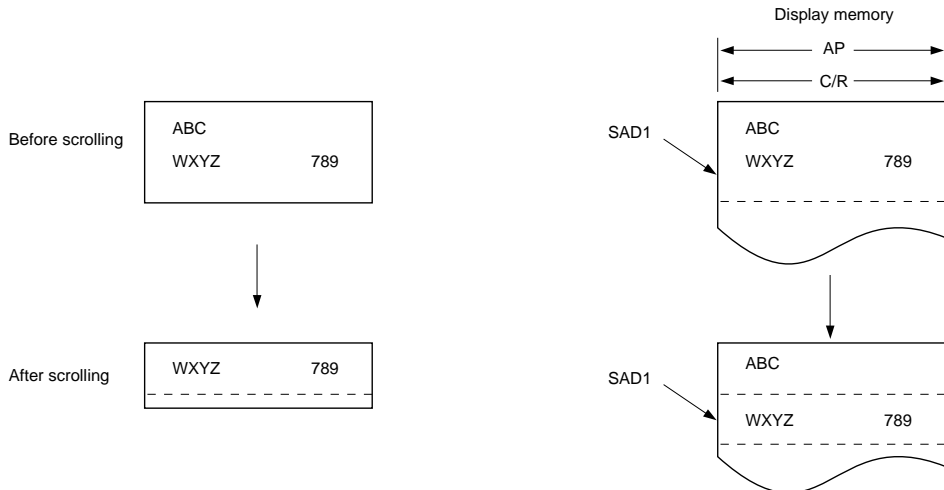 Display memory
AP
C/R
Before scrolling
ABC
WXYZ 789
SAD1
ABC
WXYZ 789
After scrolling
WXYZ 789
SAD1
ABC
WXYZ 789